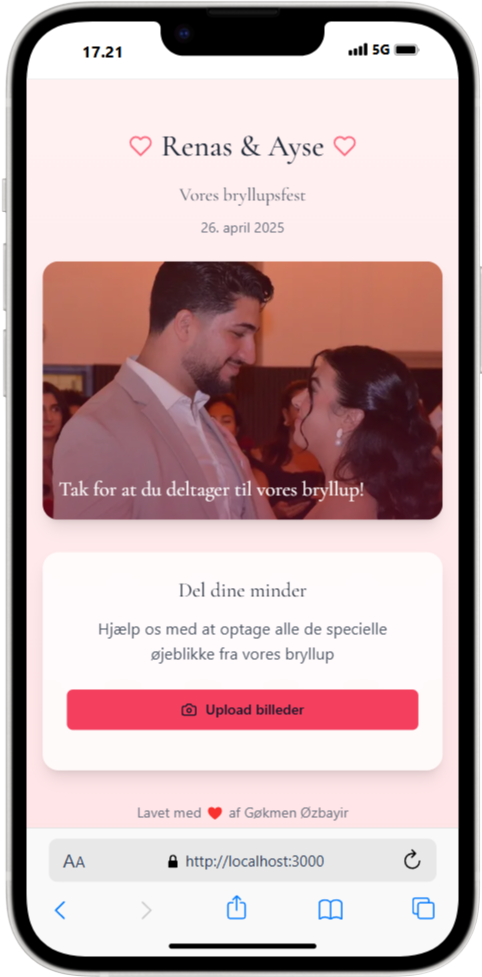 17.21
5G
Renas & Ayse
Vores bryllupsfest
26. april 2025
Tak for at du deltager til vores bryllup!
Del dine minder
Hjælp os med at optage alle de specielle
øjeblikke fra vores bryllup
Upload billeder
Lavet med ❤️ af Gøkmen Øzbayir
AA
http://localhost:3000